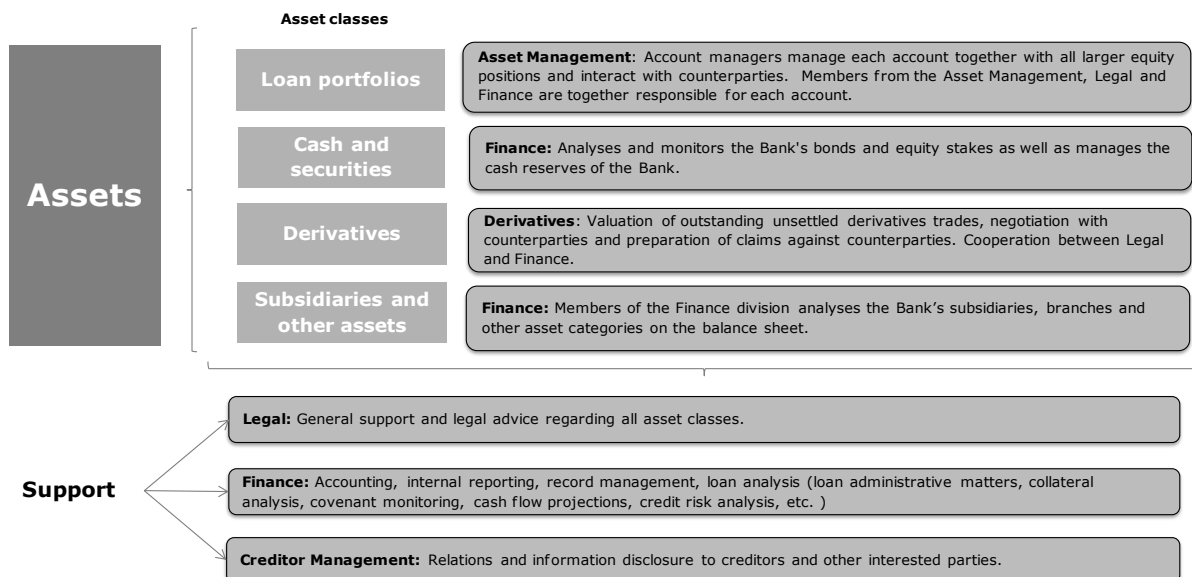 Asset classes
Assets
Loan portfolios
Asset Management: Account managers manage each account together with all larger equity
positions and interact with counterparties. Members from the Asset Management, Legal and
Finance are together responsible for each account.
Cash and
securities
Finance: Analyses and monitors the Bank's bonds and equity stakes as well as manages the
cash reserves of the Bank.
Derivatives
Derivatives: Valuation of outstanding unsettled derivatives trades, negotiation with
counterparties and preparation of claims against counterparties. Cooperation between Legal
and Finance.
Subsidiaries and
other assets
Finance: Members of the Finance division analyses the Bank’s subsidiaries, branches and
other asset categories on the balance sheet.
Support
Legal: General support and legal advice regarding all asset classes.
Finance: Accounting, internal reporting, record management, loan analysis (loan administrative matters, collateral
analysis, covenant monitoring, cash flow projections, credit risk analysis, etc. )
Creditor Management: Relations and information disclosure to creditors and other interested parties.